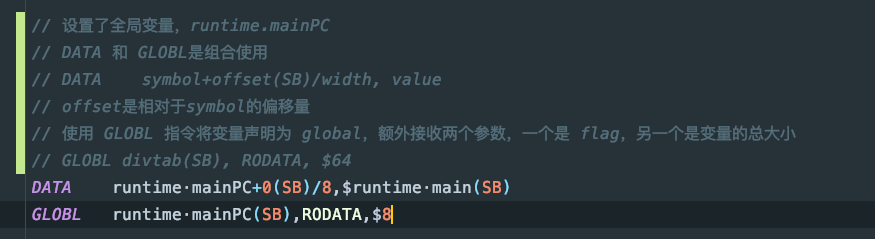 // 设置了全局变量，runtime.mainPC
// DATA 和 GLOBL是组合使用
// DATA    symbol+offset(SB)/width, value
// offset是相对于symbol的偏移量
// 使用 GLOBL 指令将变量声明为 global，额外接收两个参数，一个是 flag，另一个是变量的总大小
// GLOBL divtab(SB), RODATA, $64
DATA    runtime·mainPC+0(SB)/8,$runtime·main(SB)
GLOBL   runtime·mainPC(SB),RODATA,$8